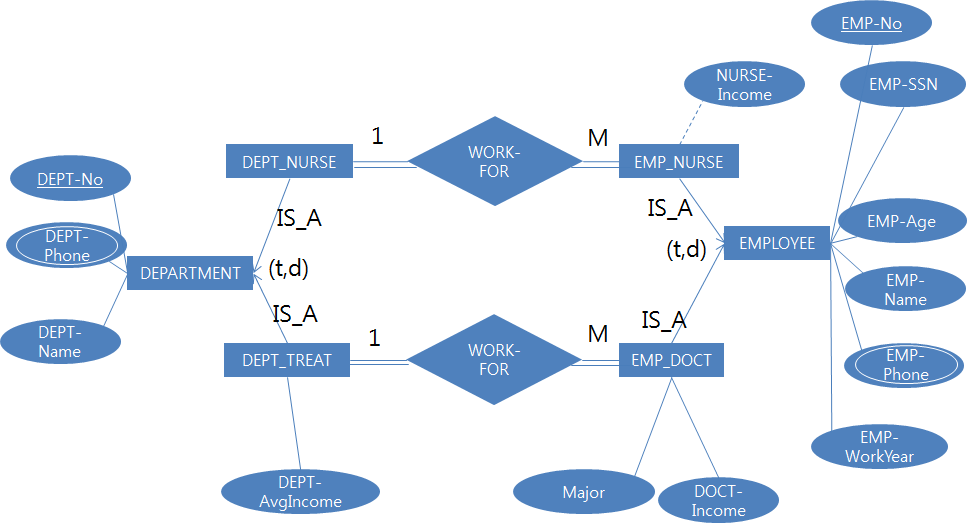 EMP-No
NURSE-
Income
EMP-SSN
1
M
DEPT_NURSE
WORK-
FOR
EMP_NURSE
DEPT-No
IS_A
IS_A
EMP-Age
DEPT-
Phone
(t,d)
(t,d)
EMPLOYEE
DEPARTMENT
EMP-
Name
IS_A
IS_A
DEPT-
Name
1
M
DEPT_TREAT
WORK-
FOR
EMP_DOCT
EMP-
Phone
EMP-
WorkYear
DEPT-
AvgIncome
Major
DOCT-
Income